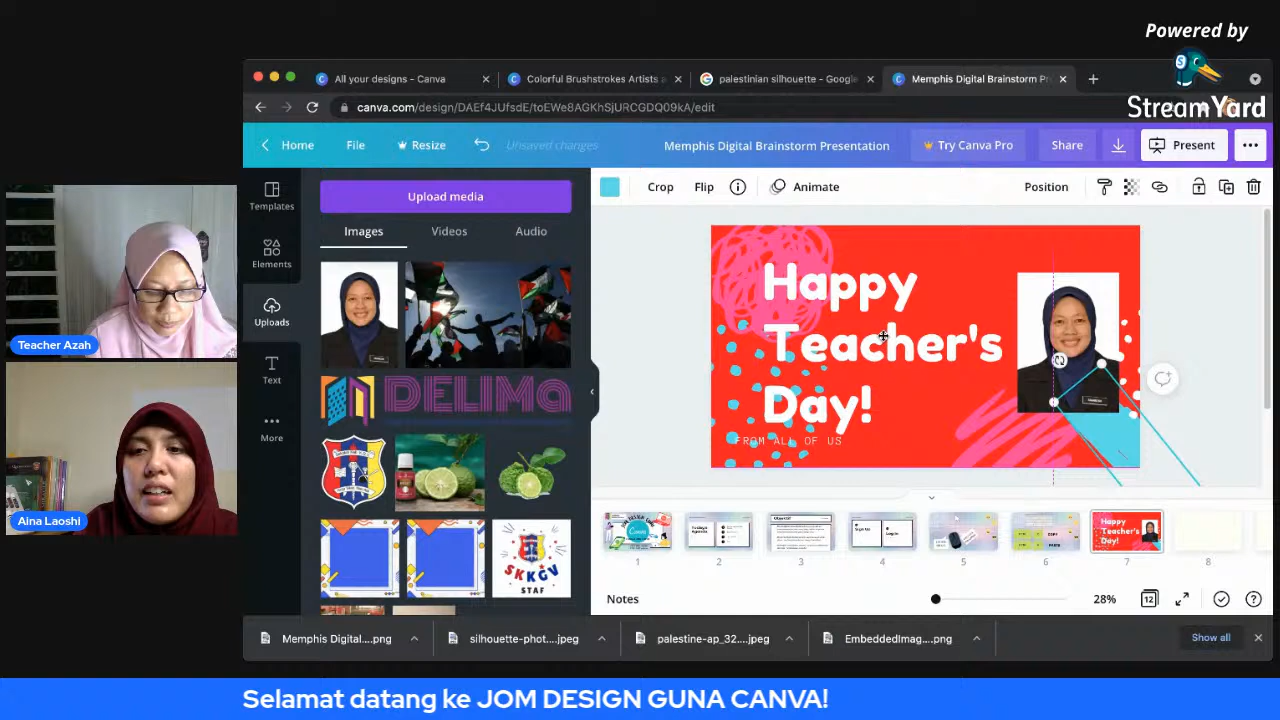 Powered by
StreamYard
All your designs - Canva
Colorful Brushstrokes Artists a
palestinian silhouette - Google
Memphis Digital Brainstorm Pr
canva.com/design/DAEf4JUfsdE/toEWe8AGKhSjURCGDQ09kA/edit
Home
File
Resize
Unsaved changes
Memphis Digital Brainstorm Presentation
Try Canva Pro
Share
Present
Templates
Elements
Uploads
Text
More
Upload media
Images
Videos
Audio
DELIMa
SKKGV
STAF
Crop
Flip
Animate
Position
Happy
Teacher's
Day!
FROM ALL OF US
Happy
Teacher's
Day!
1
2
3
4
5
6
7
8
Notes
28%
12
Memphis Digital....png
silhouette-phot....jpeg
palestine-ap_32....jpeg
EmbeddedImag....png
Show all
Teacher Azah
Aina Laoshi
Selamat datang ke JOM DESIGN GUNA CANVA!